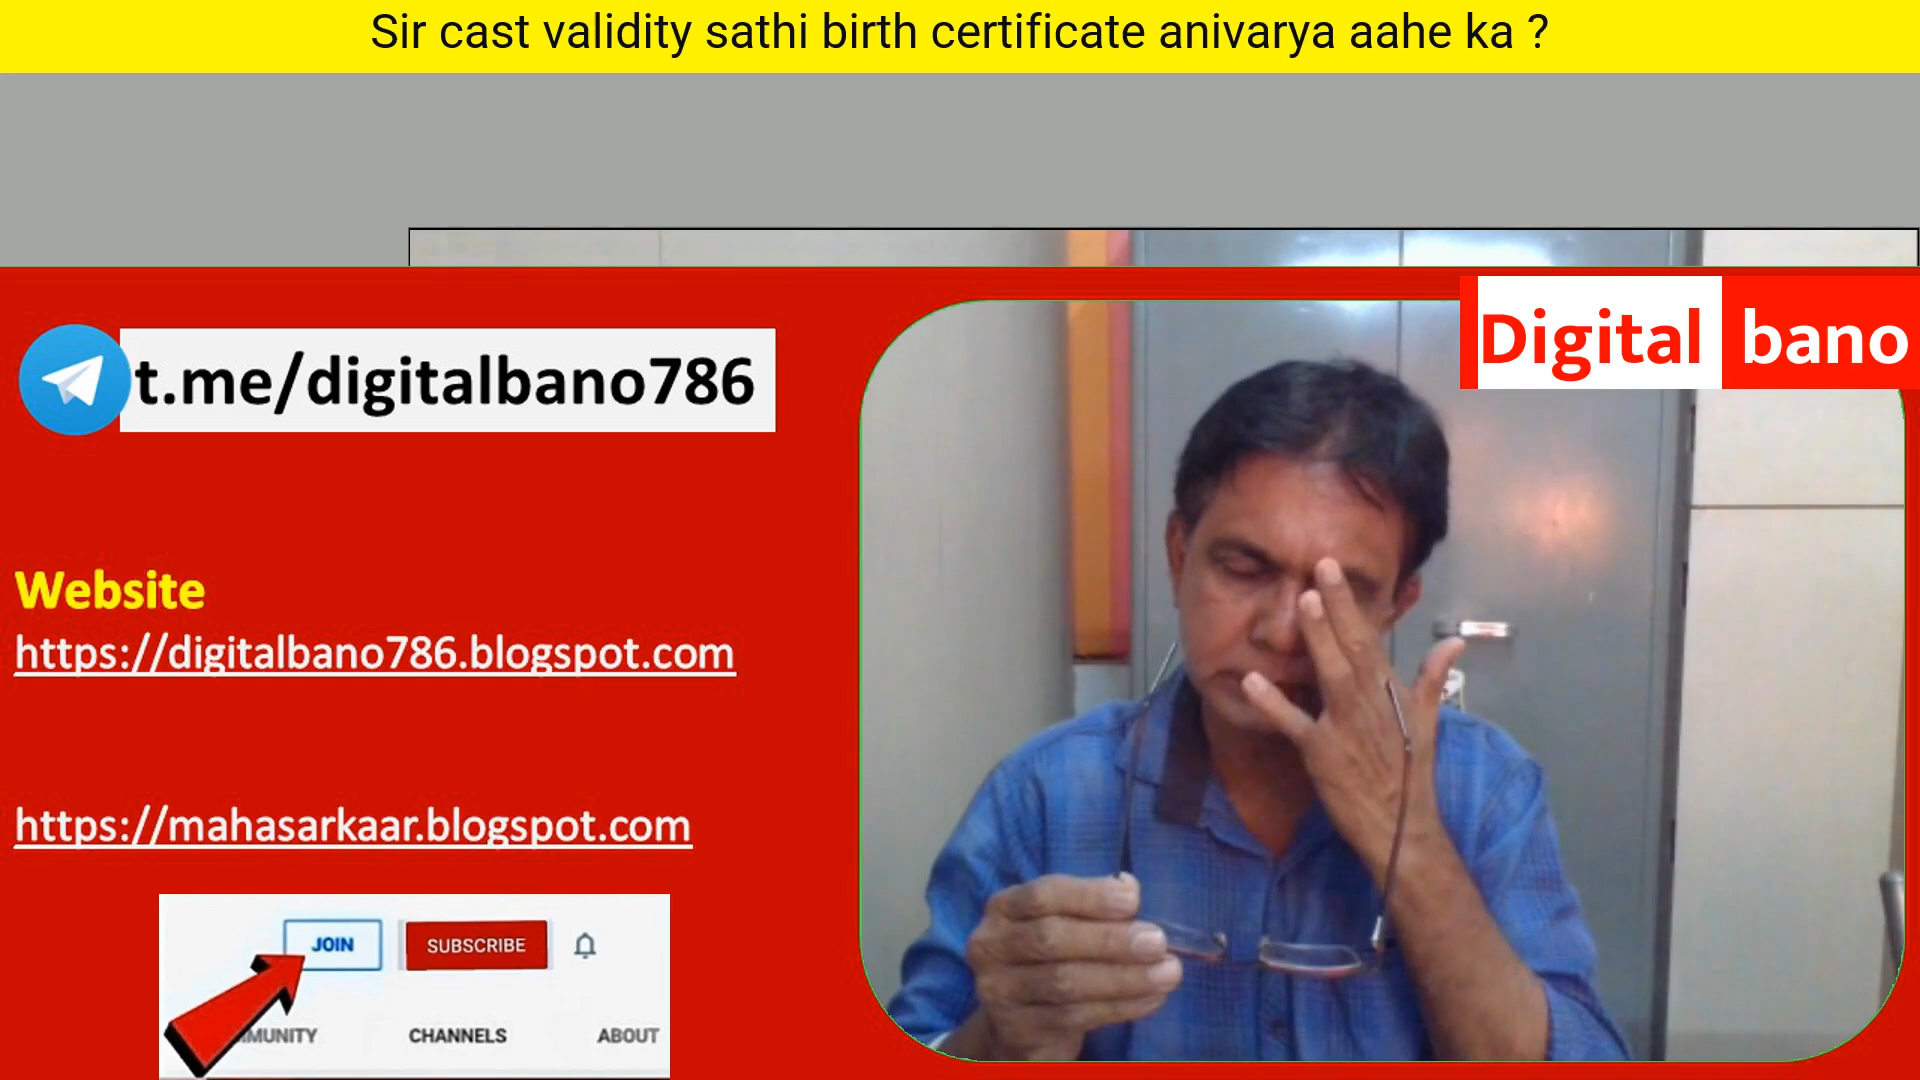 Sir cast validity sathi birth certificate anivarya aahe ka ?
Digital bano
t.me/digitalbano786
Website
https://digitalbano786.blogspot.com
https://mahasarkaar.blogspot.com
JOIN SUBSCRIBE
MUNITY CHANNELS ABOUT